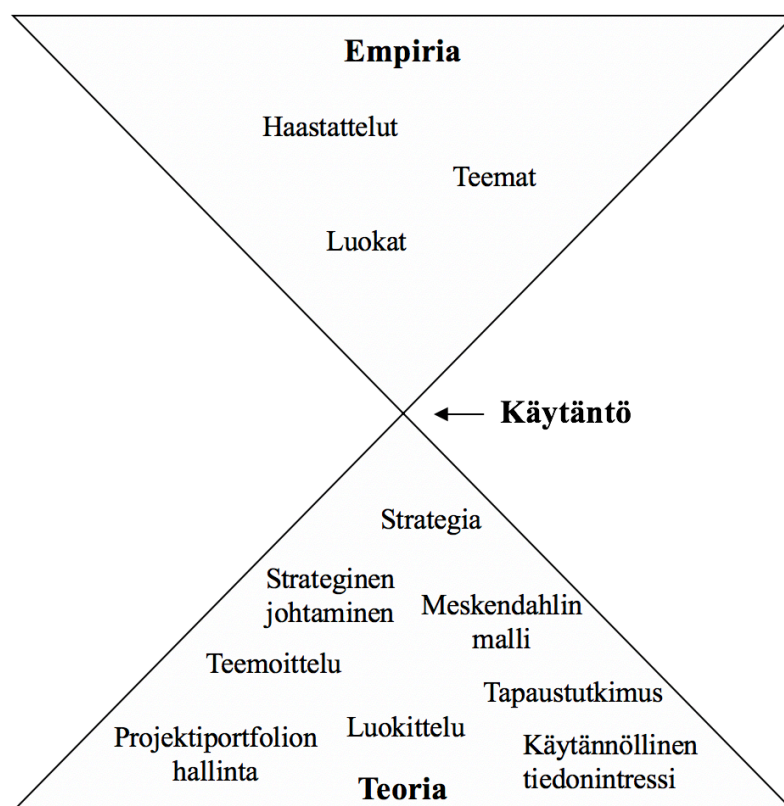 Empiria
Haastattelut
Teemat
Luokat
Käytäntö
Strategia
Strateginen
johtaminen
Meskendahlin
malli
Teemoittelu
Tapaustutkimus
Projektiportfolion
hallinta
Luokittelu
Käytännöllinen
tiedonintressi
Teoria